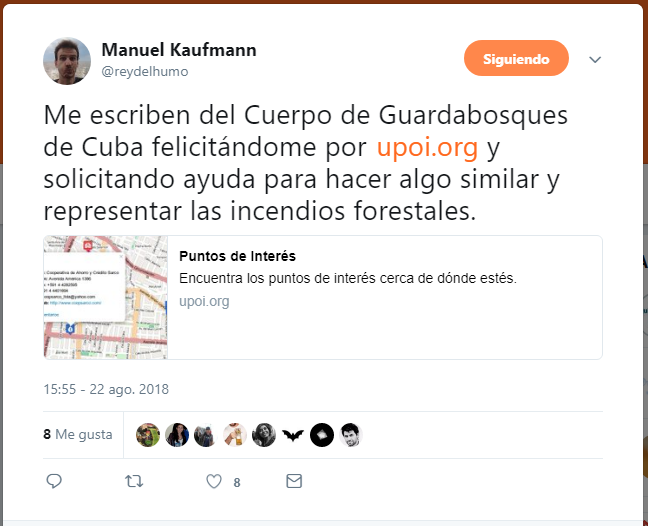 Manuel Kaufmann
@reydelhumo
Siguiendo
Me escriben del Cuerpo de Guardabosques
de Cuba felicitándome por upoi.org y
solicitando ayuda para hacer algo similar y
representar las incendios forestales.
Puntos de Interés
Encuentra los puntos de interés cerca de dónde estés.
upoi.org
15:55 - 22 ago. 2018
8 Me gusta
8